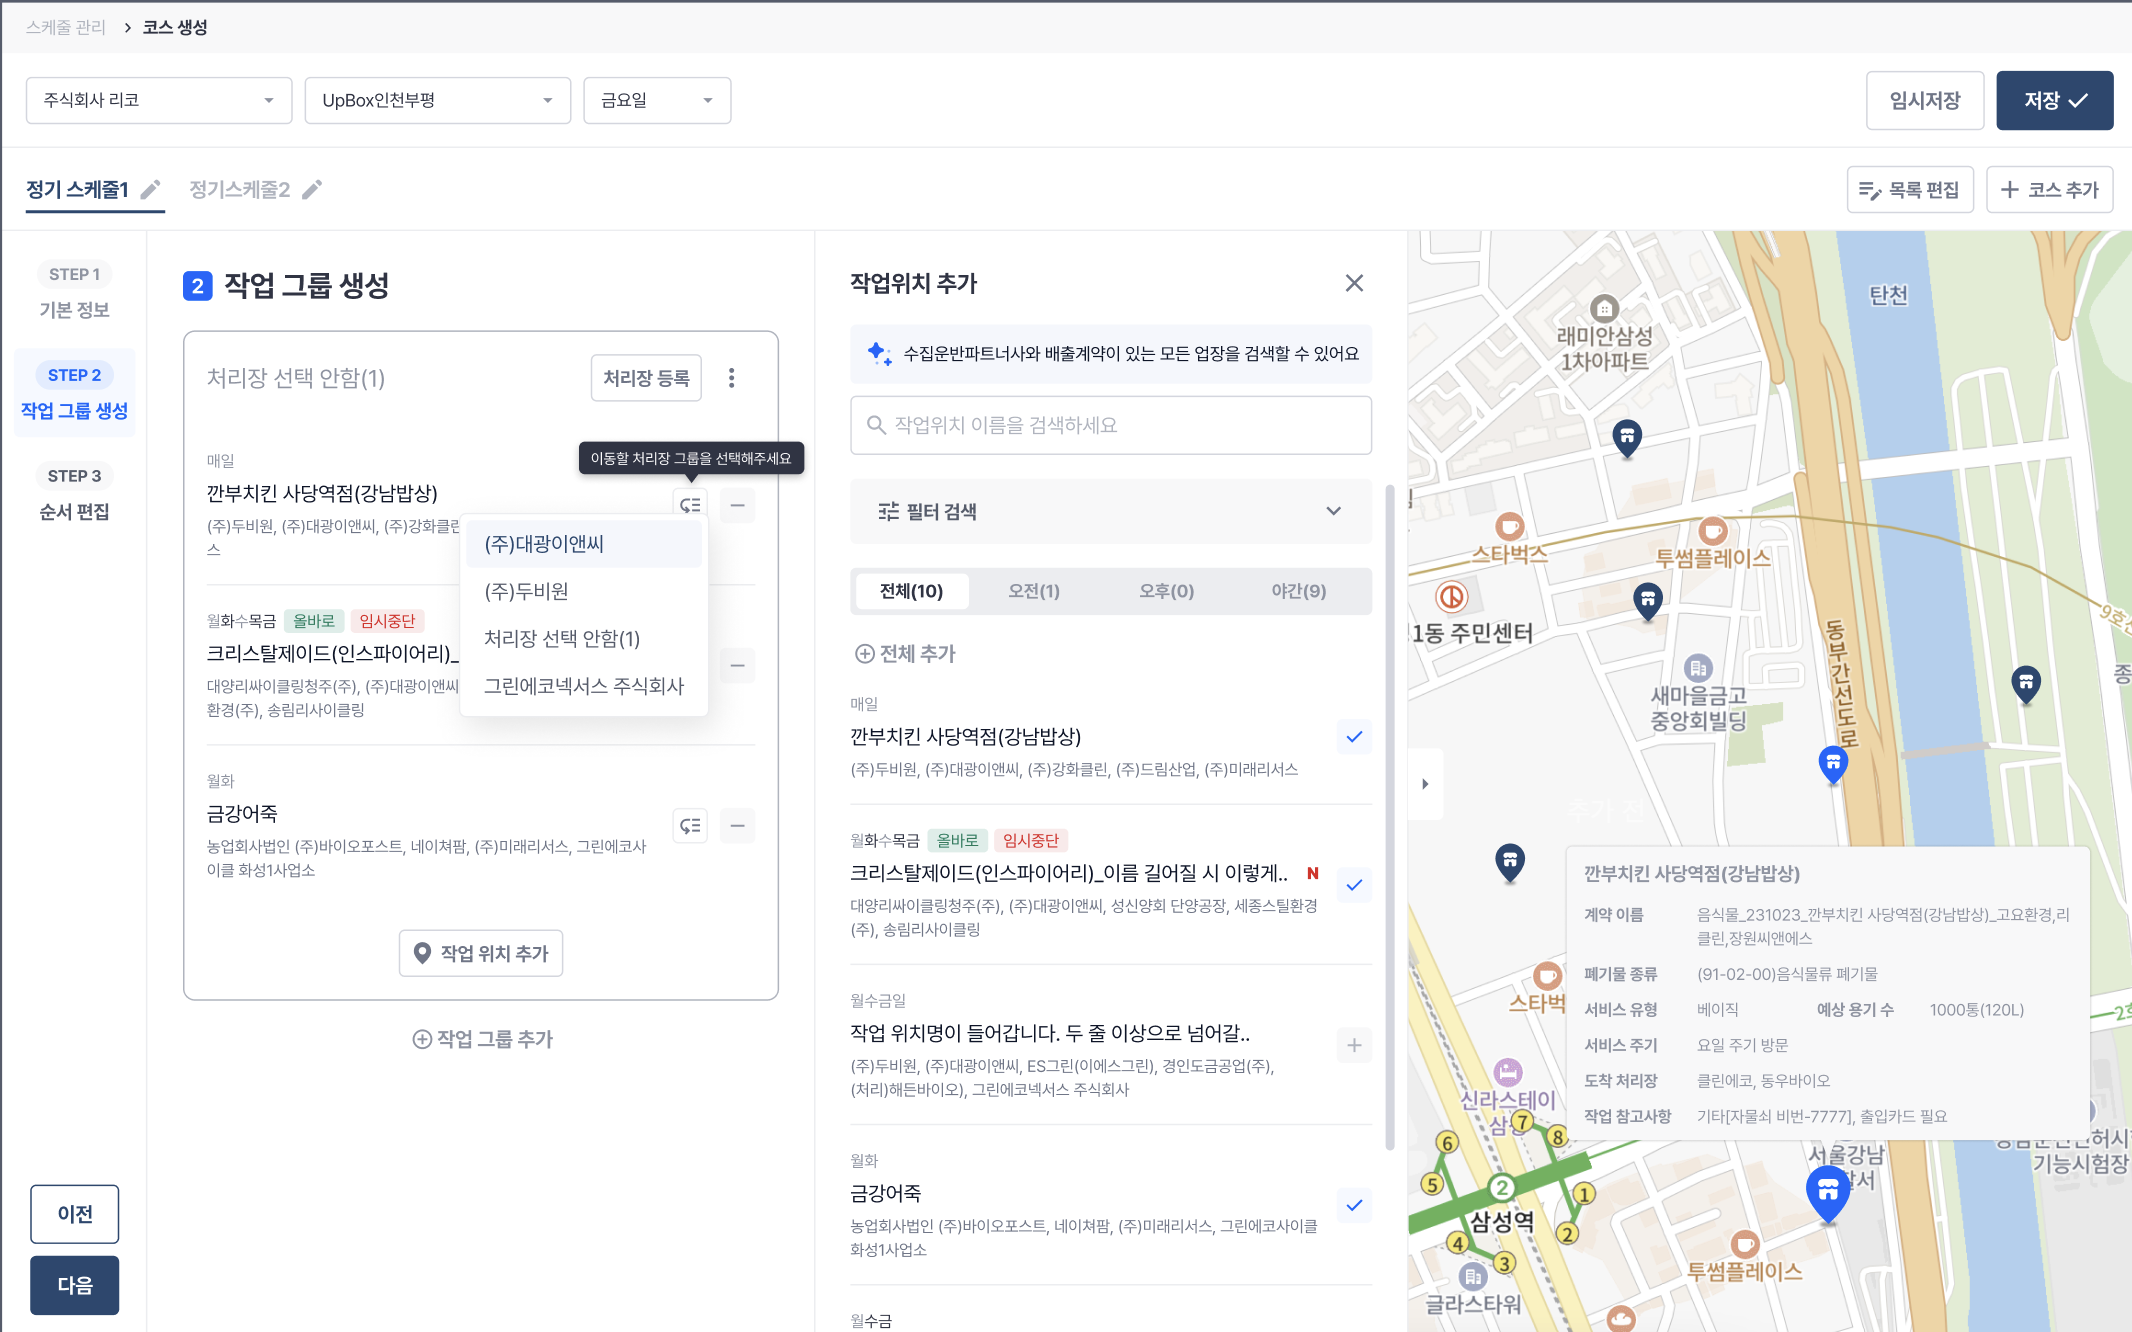 스케줄 관리 > 코스 생성
주식회사 리코
UpBox인천부평
금요일
임시저장
저장
정기 스케줄1
정기스케줄2
목록 편집
코스 추가
STEP 1
기본 정보
STEP 2
작업 그룹 생성
STEP 3
순서 편집
이전
다음
2 작업 그룹 생성
처리장 선택 안함(1)
처리장 등록
이동할 처리장 그룹을 선택해주세요
매일
깐부치킨 사당역점(강남밥상)
(주)두비원, (주)대광이앤씨, (주)강화클린
스
(주)대광이앤씨
(주)두비원
처리장 선택 안함(1)
그린에코넥서스 주식회사
월화수목금 올바로 임시중단
크리스탈제이드(인스파이어리)_
대양리싸이클링청주(주), (주)대광이앤씨
환경(주), 송림리사이클링
월화
금강어죽
농업회사법인 (주)바이오포스트, 네이쳐팜, (주)미래리서스, 그린에코사
이클 화성1사업소
작업 위치 추가
작업 그룹 추가
작업위치 추가
수집운반파트너사와 배출계약이 있는 모든 업장을 검색할 수 있어요
작업위치 이름을 검색하세요
필터 검색
전체(10) 오전(1) 오후(0) 야간(9)
전체 추가
매일
깐부치킨 사당역점(강남밥상)
(주)두비원, (주)대광이앤씨, (주)강화클린, (주)드림산업, (주)미래리서스
월화수목금 올바로 임시중단
크리스탈제이드(인스파이어리)_이름 길어질 시 이렇게.. N
대양리싸이클링청주(주), (주)대광이앤씨, 성신양회 단양공장, 세종스틸환경
(주), 송림리사이클링
월수금일
작업 위치명이 들어갑니다. 두 줄 이상으로 넘어갈..
(주)두비원, (주)대광이앤씨, ES그린(이에스그린), 경인도금공업(주),
(처리)해든바이오), 그린에코넥서스 주식회사
월화
금강어죽
농업회사법인 (주)바이오포스트, 네이쳐팜, (주)미래리서스, 그린에코사이클
화성1사업소
월수금
탄천
래미안삼성
1차아파트
스타벅스
투썸플레이스
1동 주민센터
새마을금고
중앙회빌딩
동부간선도로
9호선
종
추가 전
깐부치킨 사당역점(강남밥상)
계약 이름 음식물_231023_깐부치킨 사당역점(강남밥상)_고요환경,리
클린,장원씨앤에스
폐기물 종류 (91-02-00)음식물류 폐기물
서비스 유형 베이직 예상 용기 수 1000통(120L)
서비스 주기 요일 주기 방문
도착 처리장 클린에코, 동우바이오
작업 참고사항 기타[자물쇠 비번-7777], 출입카드 필요
스타벅
2호
신라스테이
삼성
7
8
6
5
2
1
2
4
3
삼성역
기능시험장
서울강남
찰서
투썸플레이스
글라스타워